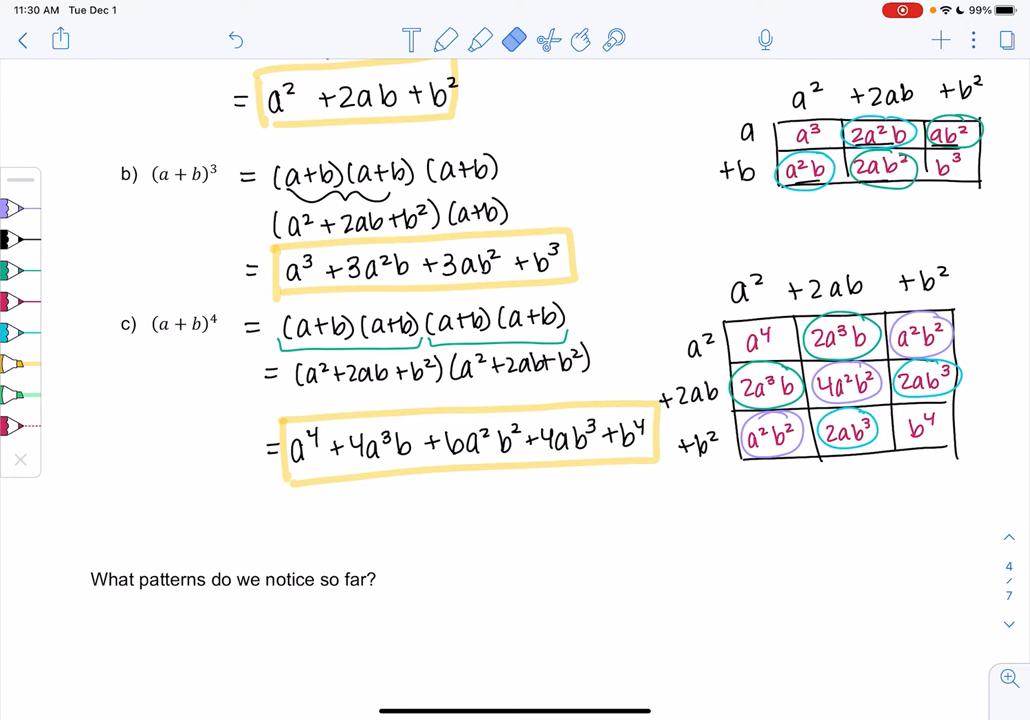 11:30 AM Tue Dec 1
99%
T
= a² +2ab +b²
a² +2ab +b²
a a³ 2a²b ab²
+b a²b 2ab² b³
b) (a + b)³ = (a+b)(a+b) (a+b)
(a² + 2ab+b²) (a+b)
= a³ +3a²b +3ab² +b³
c) (a + b)⁴ = (a+b) (a+b) (a+b) (a+b)
= (a²+2ab+b²)(a²+2ab+b²)
= a⁴ +4a³b +6a²b² +4ab³ +b⁴
a² +2ab +b²
a² a⁴ 2a³b a²b²
+2ab 2a³b 4a²b² 2ab³
+b² a²b² 2ab³ b⁴
What patterns do we notice so far?
4
/
7